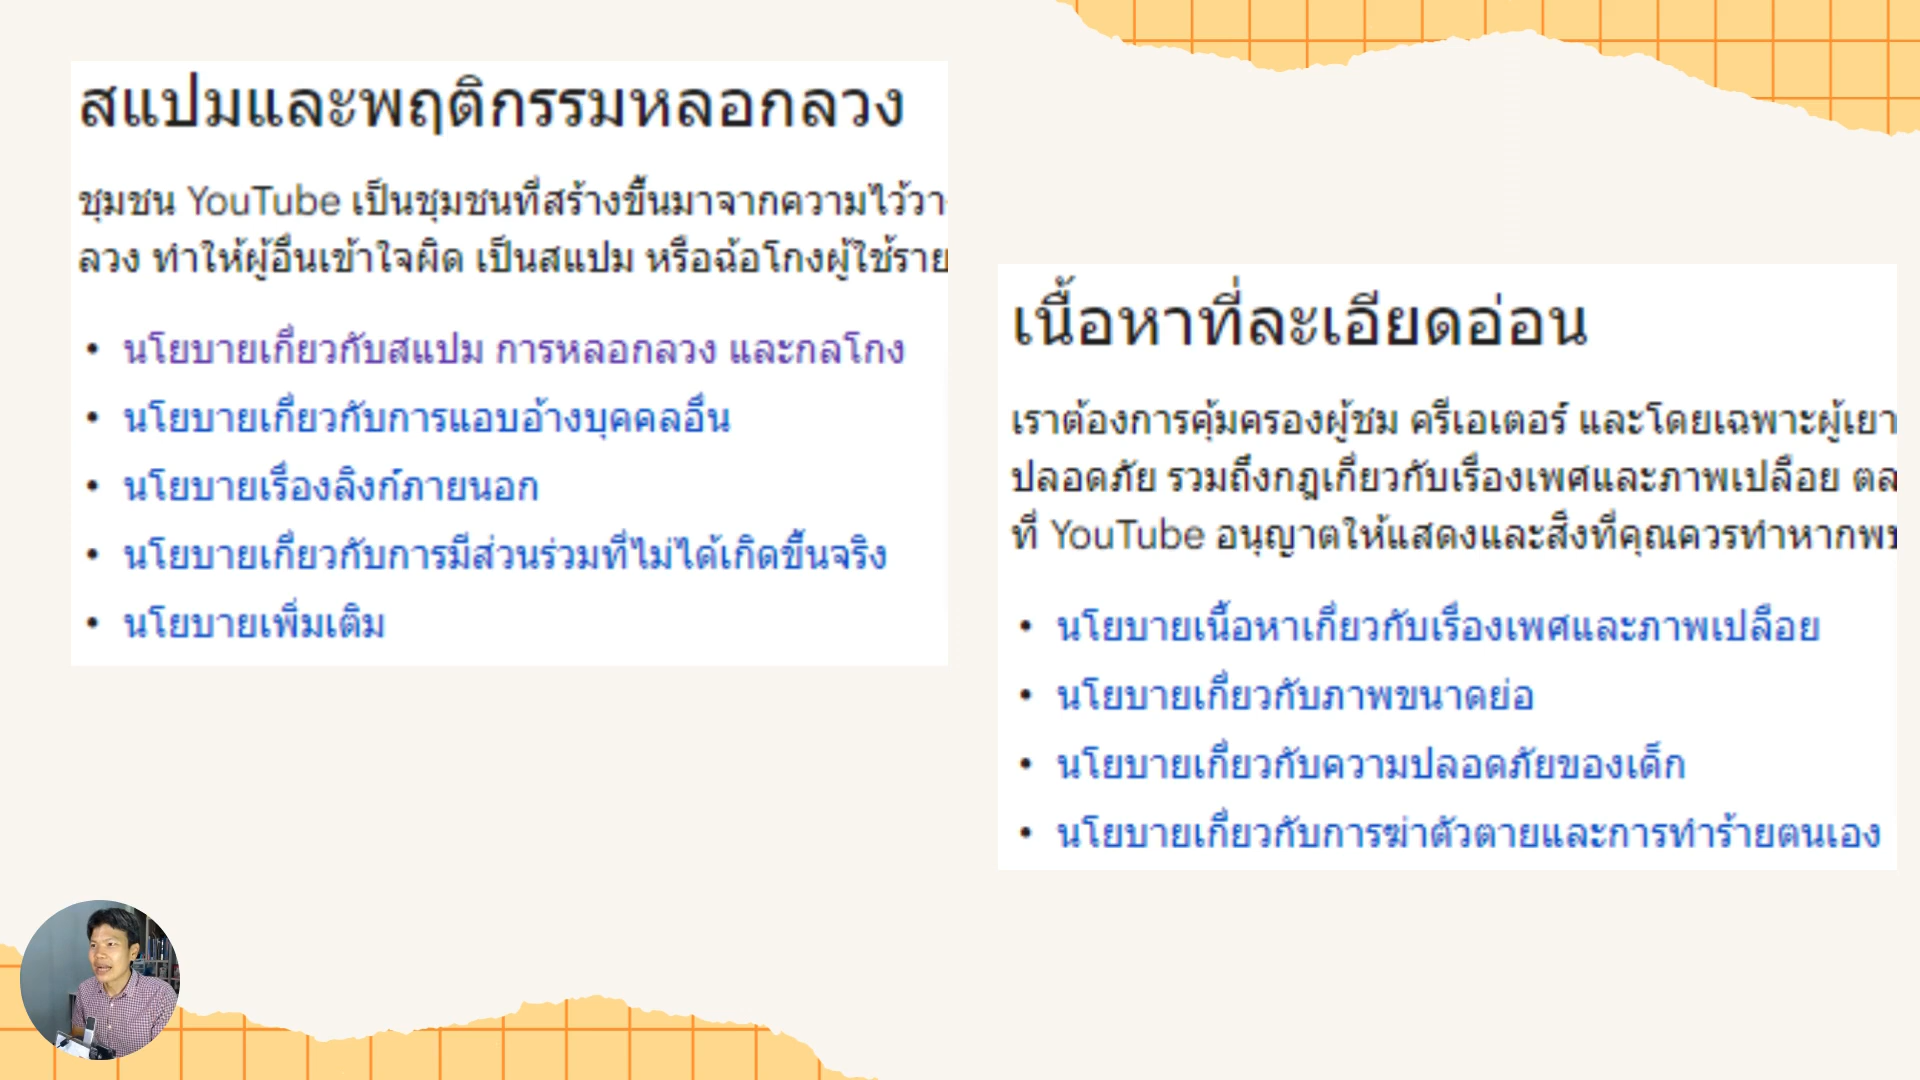 สแปมและพฤติกรรมหลอกลวง
ชุมชน YouTube เป็นชุมชนที่สร้างขึ้นมาจากความไว้วา
ลวง ทำให้ผู้อื่นเข้าใจผิด เป็นสแปม หรือฉ้อโกงผู้ใช้ราย
• นโยบายเกี่ยวกับสแปม การหลอกลวง และกลโกง
• นโยบายเกี่ยวกับการแอบอ้างบุคคลอื่น
• นโยบายเรื่องลิงก์ภายนอก
• นโยบายเกี่ยวกับการมีส่วนร่วมที่ไม่ได้เกิดขึ้นจริง
• นโยบายเพิ่มเติม
เนื้อหาที่ละเอียดอ่อน
เราต้องการคุ้มครองผู้ชม ครีเอเตอร์ และโดยเฉพาะผู้เยา
ปลอดภัย รวมถึงกฎเกี่ยวกับเรื่องเพศและภาพเปลือย ตล
ที่ YouTube อนุญาตให้แสดงและสิ่งที่คุณควรทำหากพบ
• นโยบายเนื้อหาเกี่ยวกับเรื่องเพศและภาพเปลือย
• นโยบายเกี่ยวกับภาพขนาดย่อ
• นโยบายเกี่ยวกับความปลอดภัยของเด็ก
• นโยบายเกี่ยวกับการฆ่าตัวตายและการทำร้ายตนเอง